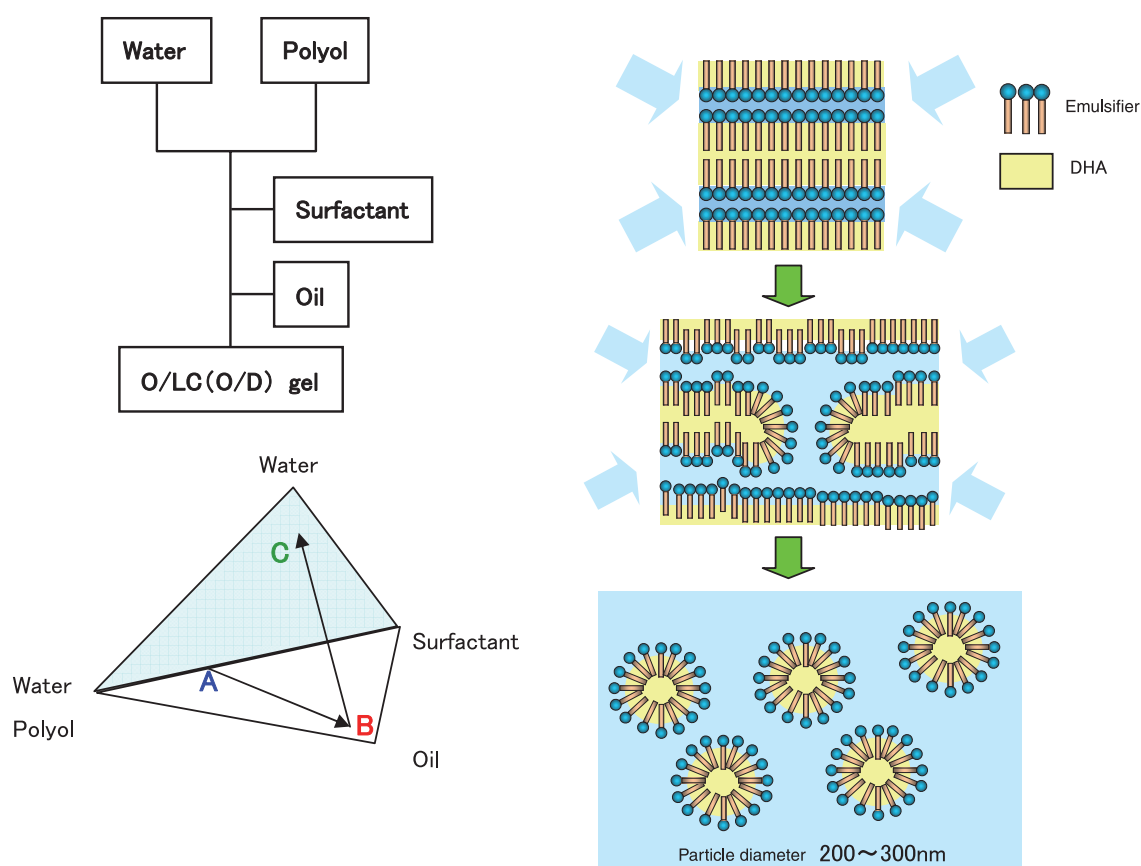 Water
Polyol
Surfactant
Oil
O/LC(O/D) gel
Water
C
A
B
Surfactant
Water
Polyol
Oil
Emulsifier
DHA
Particle diameter 200～300nm